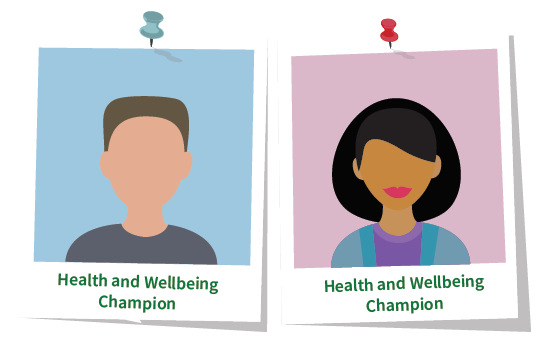 Health and Wellbeing
Champion
Health and Wellbeing
Champion